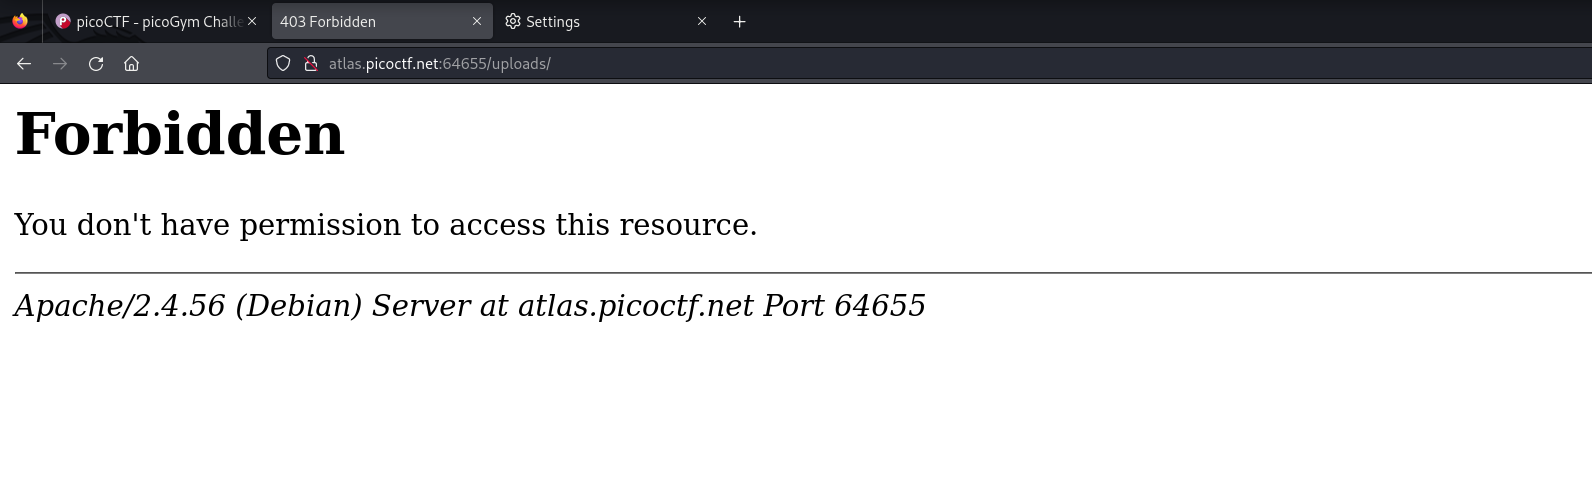 picoCTF - picoGym Challe
403 Forbidden
Settings
atlas.picoctf.net:64655/uploads/
Forbidden
You don't have permission to access this resource.
Apache/2.4.56 (Debian) Server at atlas.picoctf.net Port 64655